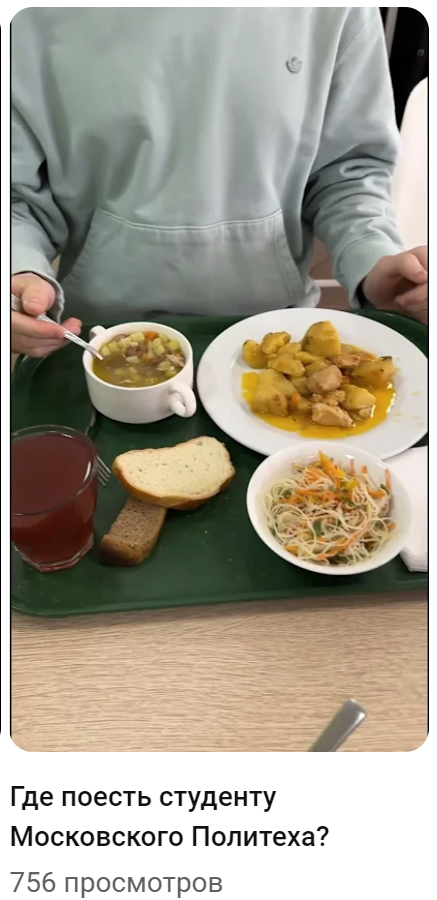 Где поесть студенту
Московского Политеха?
756 просмотров